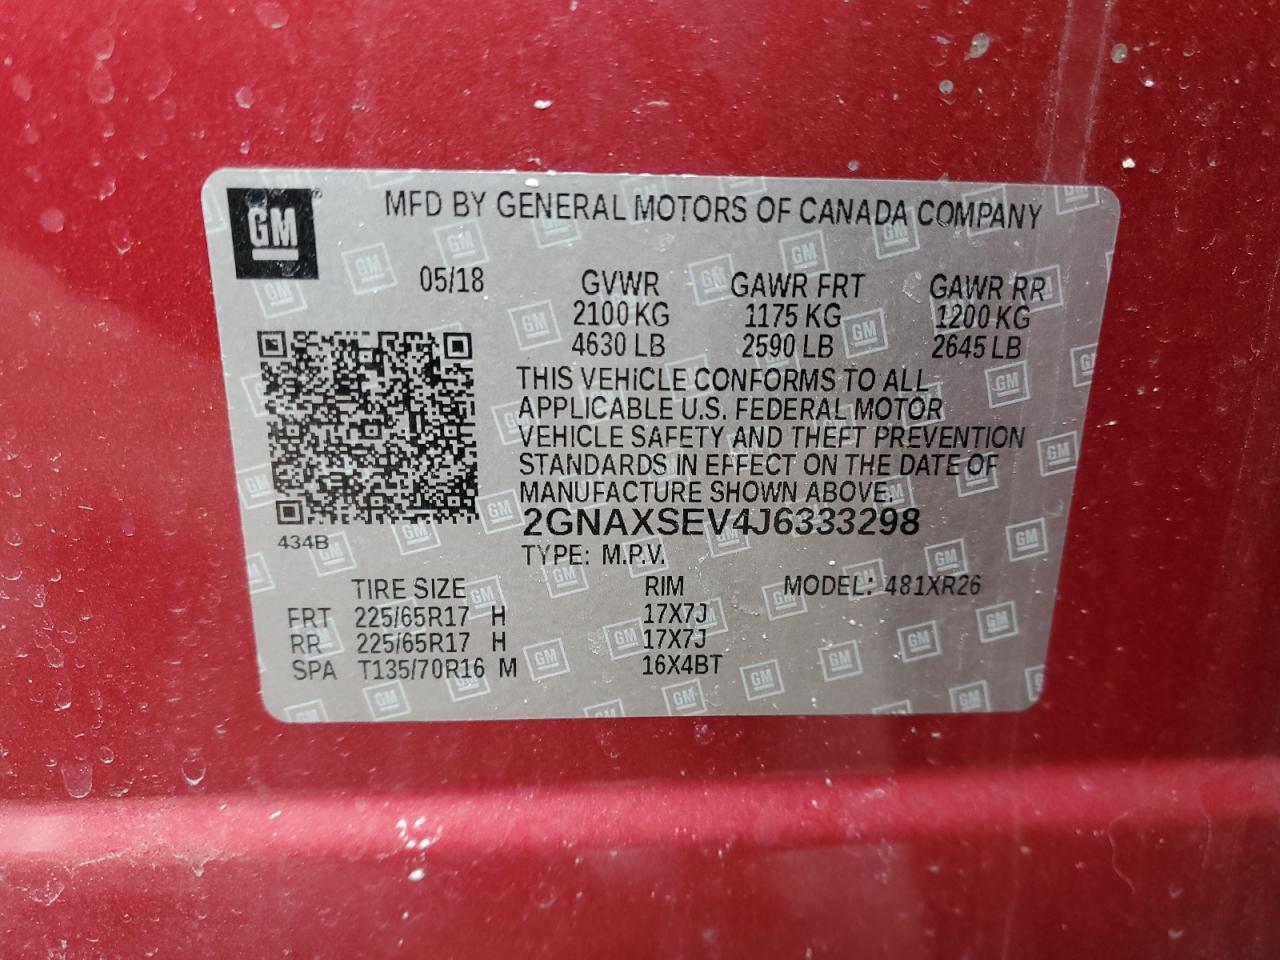 GM
MFD BY GENERAL MOTORS OF CANADA COMPANY
05/18 GVWR GAWR FRT GAWR RR
2100 KG 1175 KG 1200 KG
4630 LB 2590 LB 2645 LB
THIS VEHICLE CONFORMS TO ALL
APPLICABLE U.S. FEDERAL MOTOR
VEHICLE SAFETY AND THEFT PREVENTION
STANDARDS IN EFFECT ON THE DATE OF
MANUFACTURE SHOWN ABOVE.
2GNAXSEV4J6333298
434B
TYPE: M.P.V.
TIRE SIZE RIM MODEL: 481XR26
FRT 225/65R17 H 17X7J
RR 225/65R17 H 17X7J
SPA T135/70R16 M 16X4BT